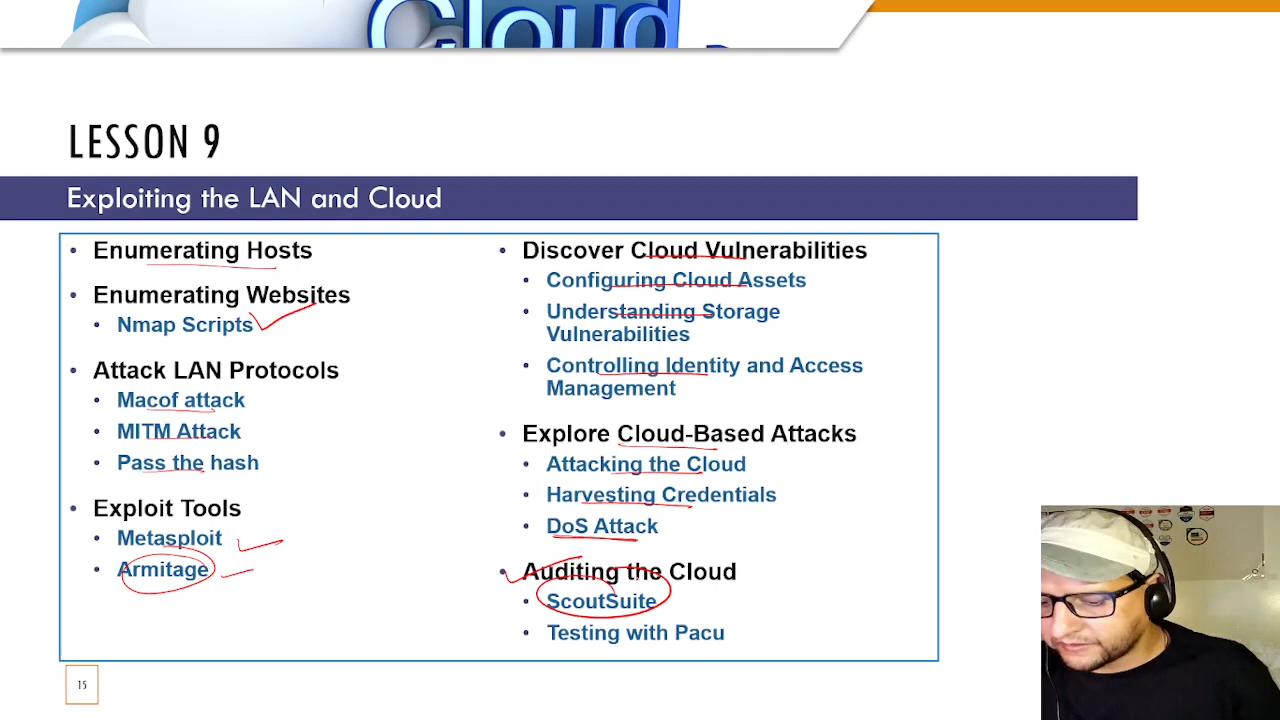 Cloud
LESSON 9
Exploiting the LAN and Cloud
• Enumerating Hosts
• Enumerating Websites
• Nmap Scripts
• Attack LAN Protocols
• Macof attack
• MITM Attack
• Pass the hash
• Exploit Tools
• Metasploit
• Armitage
• Discover Cloud Vulnerabilities
• Configuring Cloud Assets
• Understanding Storage
Vulnerabilities
• Controlling Identity and Access
Management
• Explore Cloud-Based Attacks
• Attacking the Cloud
• Harvesting Credentials
• DoS Attack
• Auditing the Cloud
• ScoutSuite
• Testing with Pacu
15